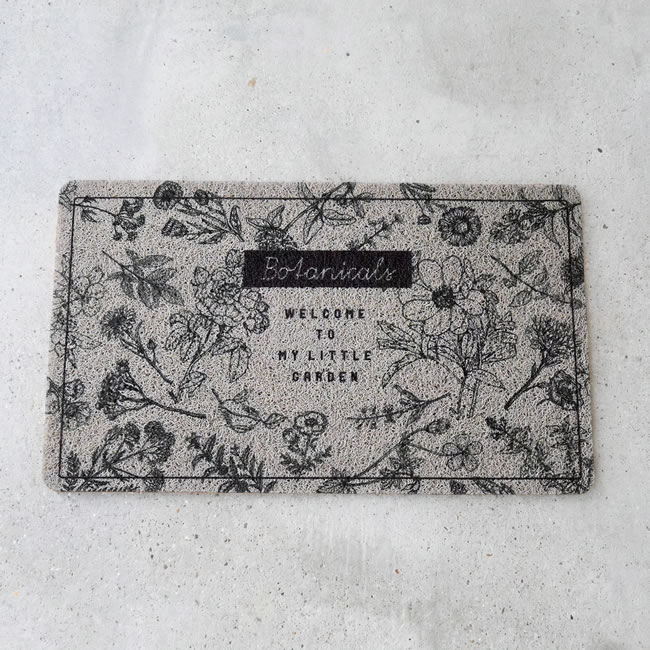 Botanicals
WELCOME
TO
MY LITTLE
GARDEN